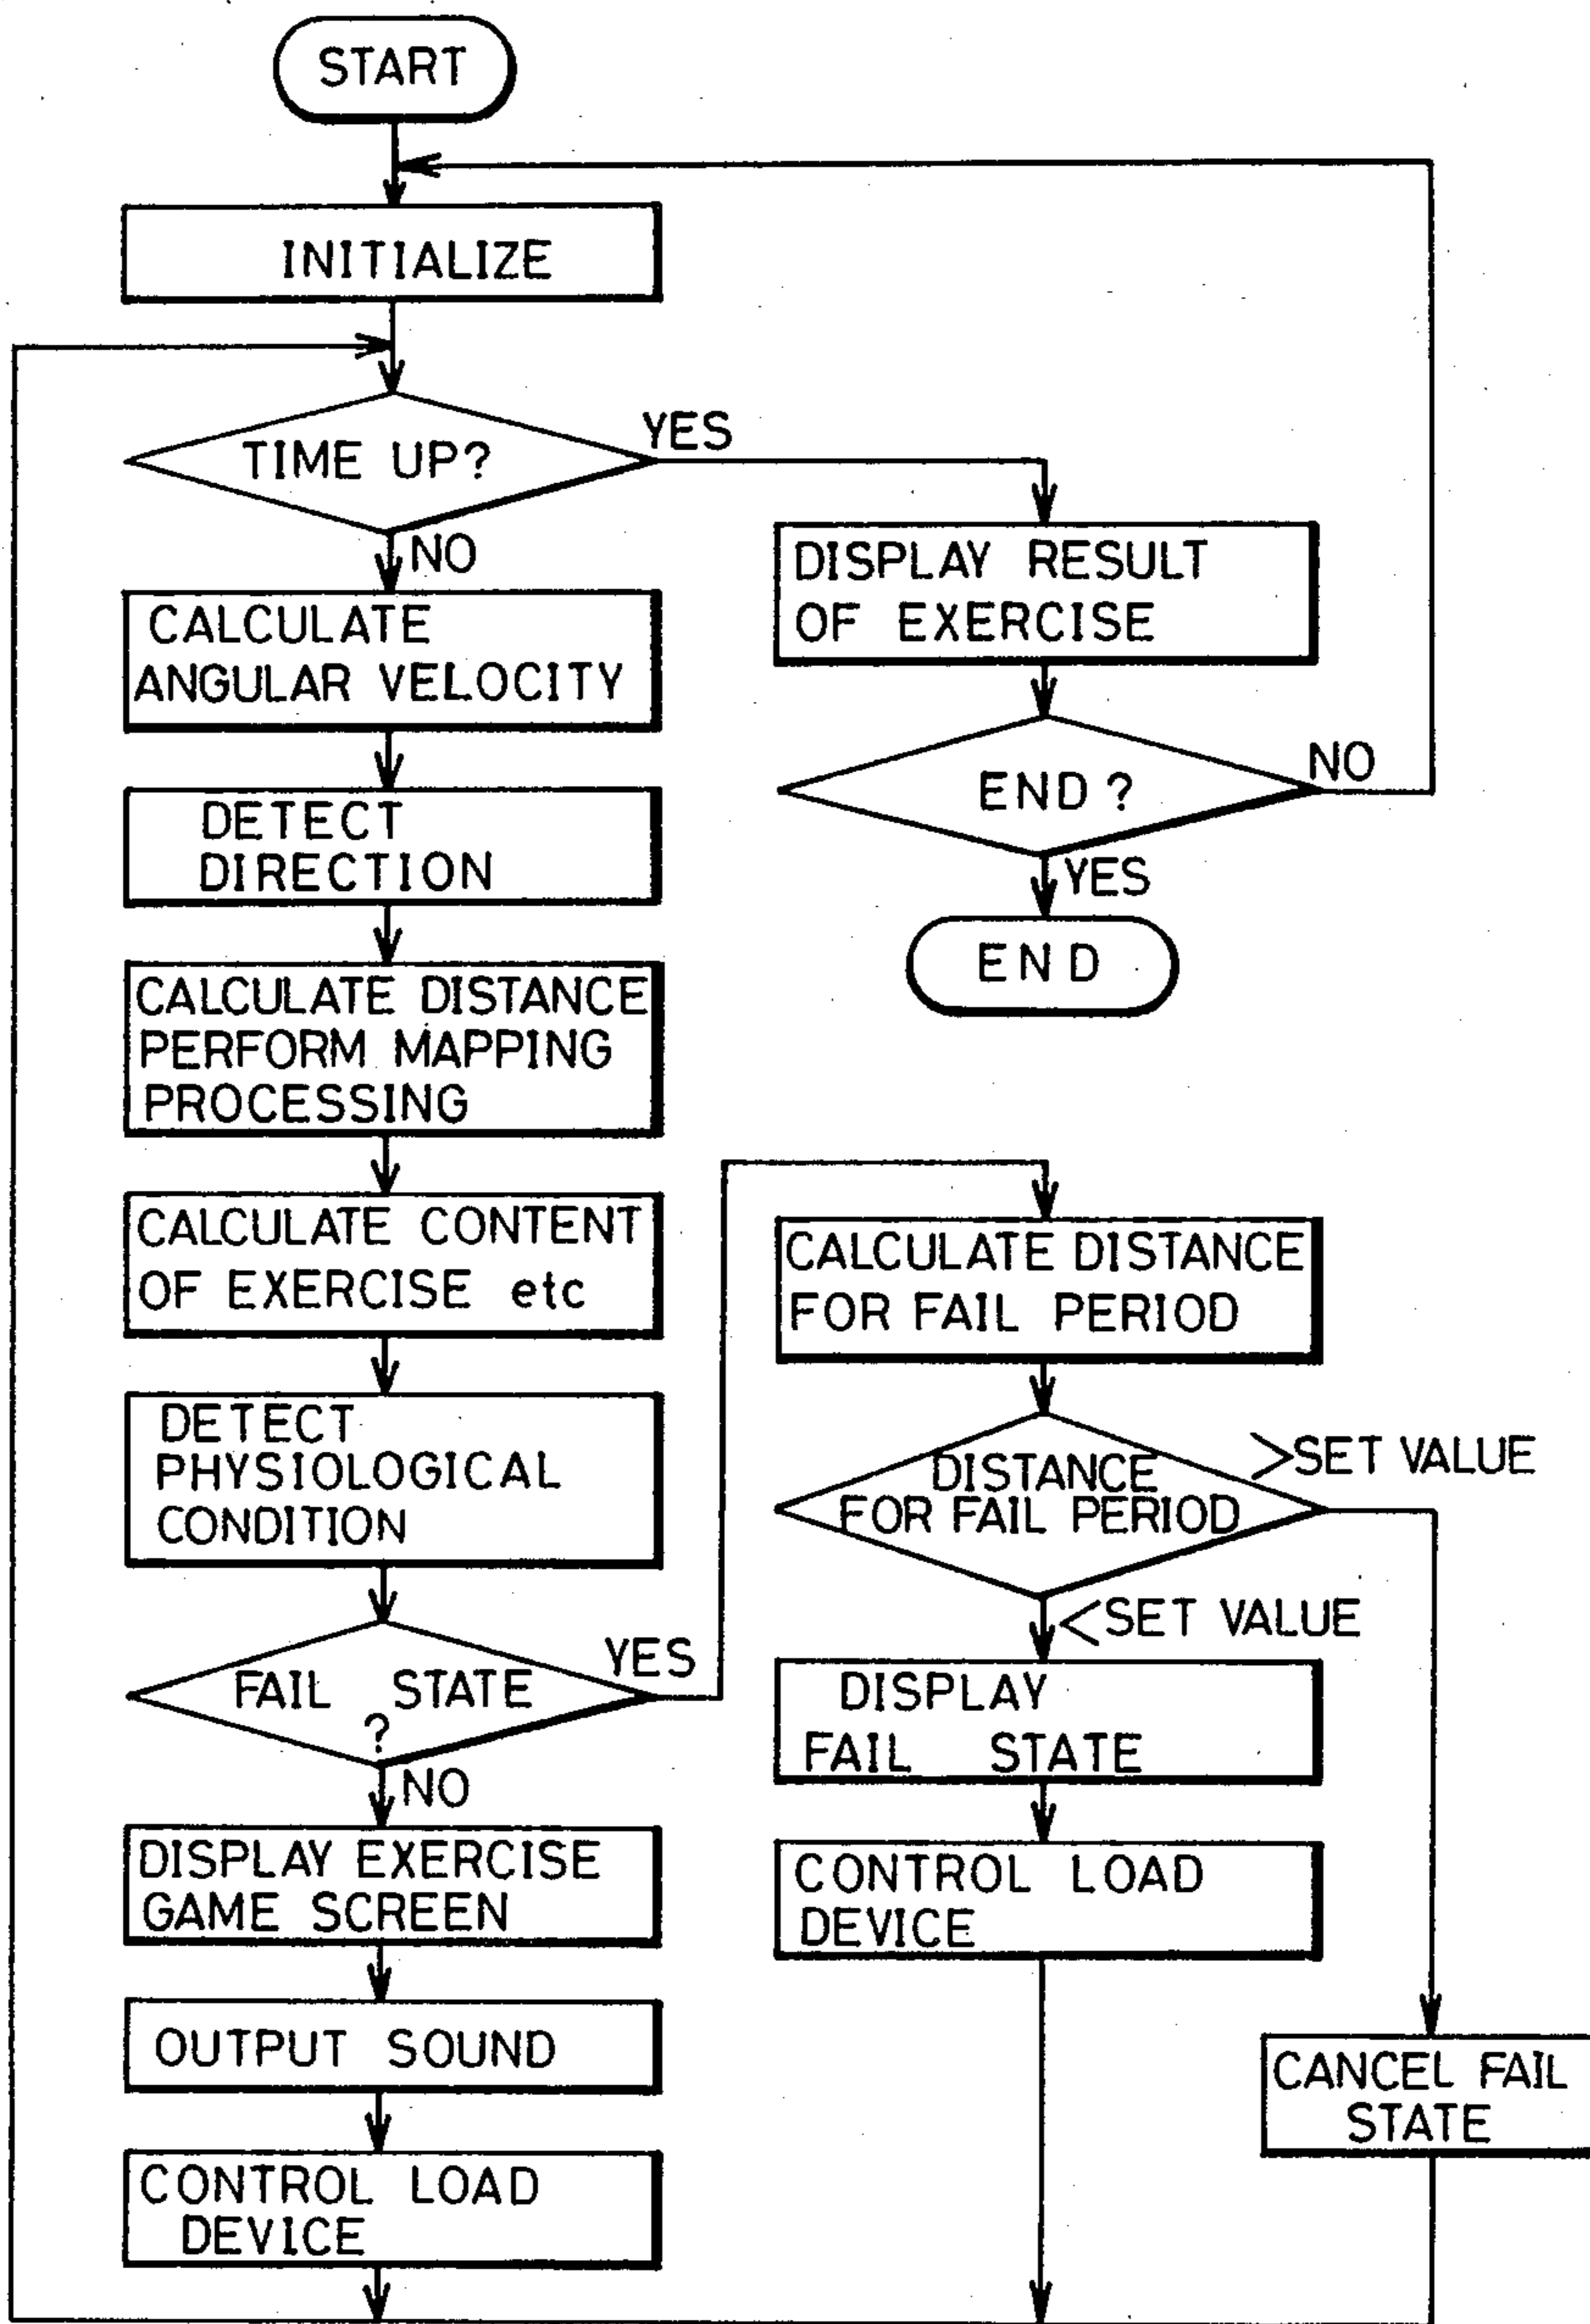 START
INITIALIZE
TIME UP?
YES
NO
DISPLAY RESULT
OF EXERCISE
CALCULATE
ANGULAR VELOCITY
END?
NO
YES
END
DETECT
DIRECTION
CALCULATE DISTANCE
PERFORM MAPPING
PROCESSING
CALCULATE CONTENT
OF EXERCISE etc
DETECT
PHYSIOLOGICAL
CONDITION
FAIL STATE
?
YES
NO
CALCULATE DISTANCE
FOR FAIL PERIOD
DISTANCE
FOR FAIL PERIOD
>SET VALUE
<SET VALUE
DISPLAY
FAIL STATE
CONTROL LOAD
DEVICE
CANCEL FAIL
STATE
DISPLAY EXERCISE
GAME SCREEN
OUTPUT SOUND
CONTROL LOAD
DEVICE